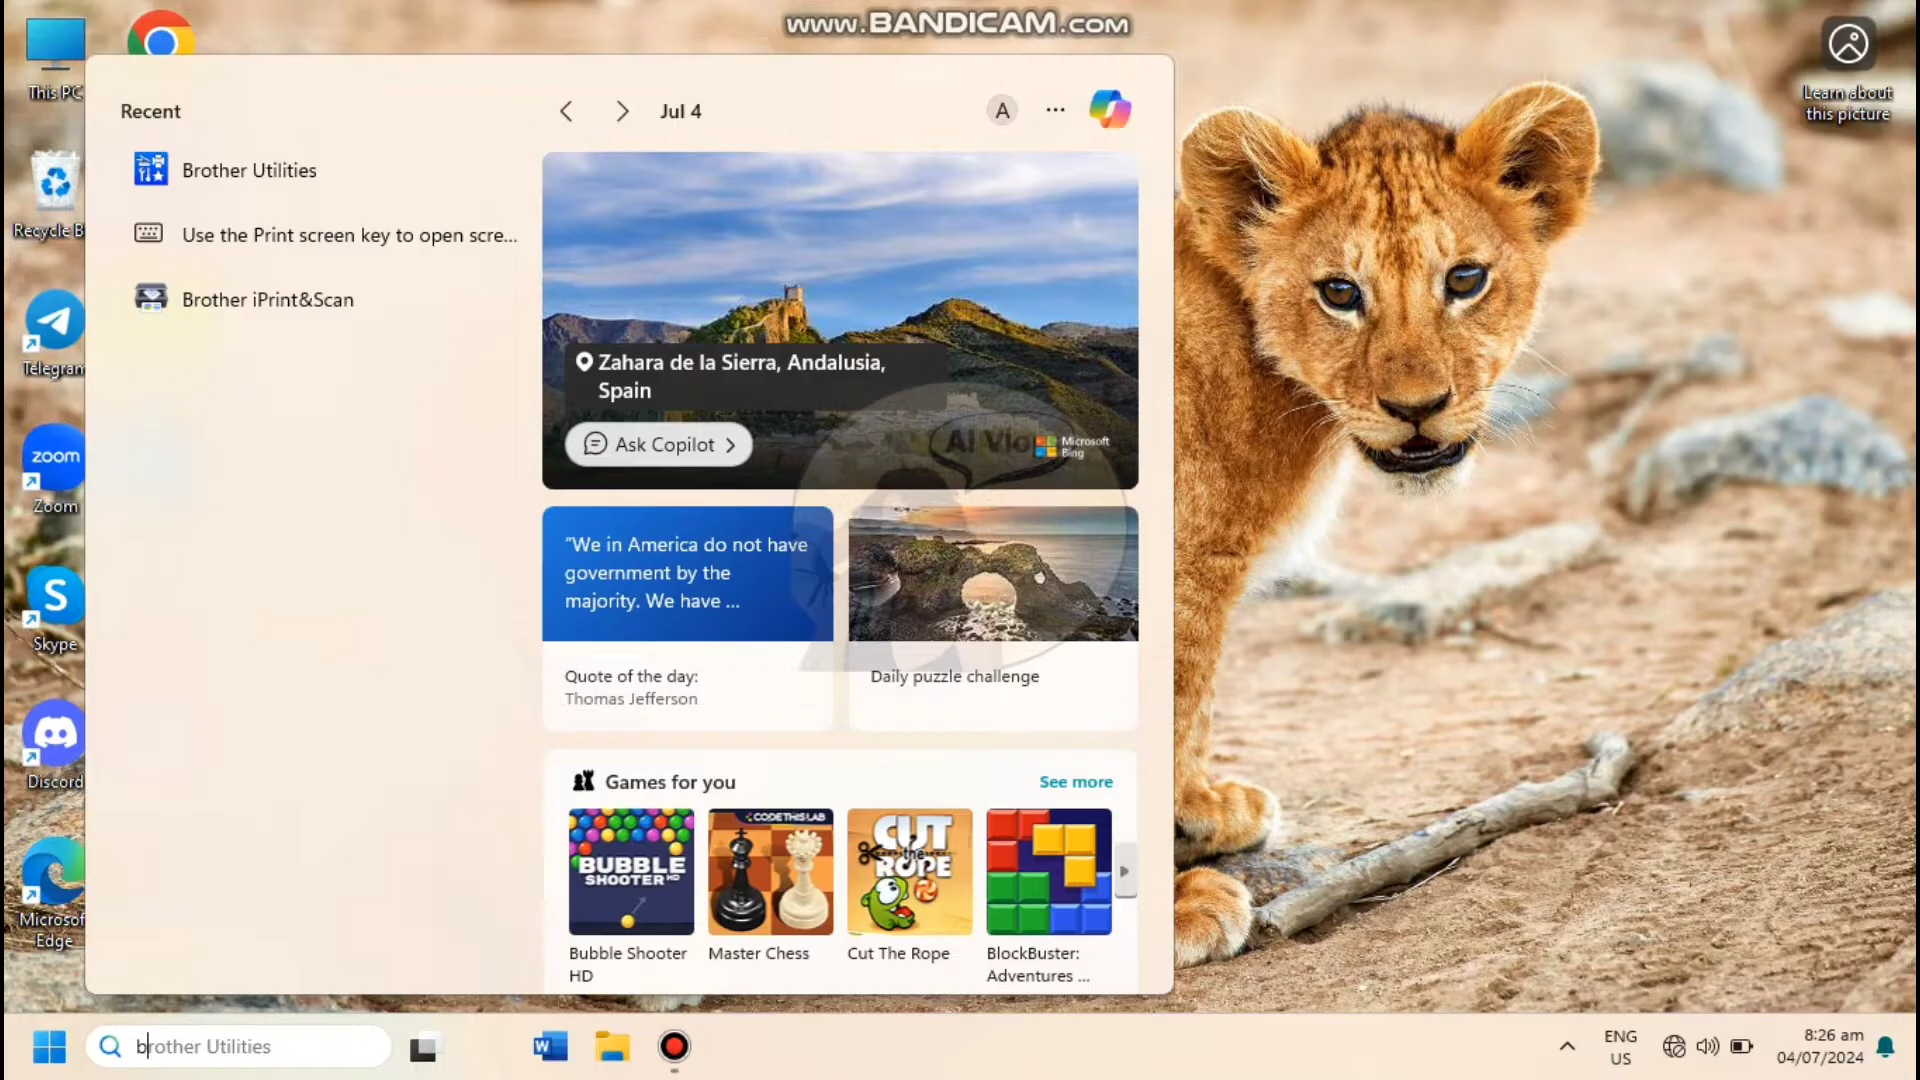 www.BANDICAM.com
This PC
Learn about
this picture
Recycle B
Telegram
zoom
Zoom
S
Skype
Discord
Microsof
Edge
Recent
Brother Utilities
Use the Print screen key to open scre...
Brother iPrint&Scan
Jul 4
A
...
Zahara de la Sierra, Andalusia,
Spain
Ask Copilot
AI Vio
Microsoft
Bing
"We in America do not have
government by the
majority. We have ...
Quote of the day:
Thomas Jefferson
Daily puzzle challenge
Games for you
See more
BUBBLE
SHOOTER HD
CODETHISLAB
CUT
the
ROPE
Bubble Shooter
HD
Master Chess
Cut The Rope
BlockBuster:
Adventures ...
brother Utilities
W
ENG
US
8:26 am
04/07/2024